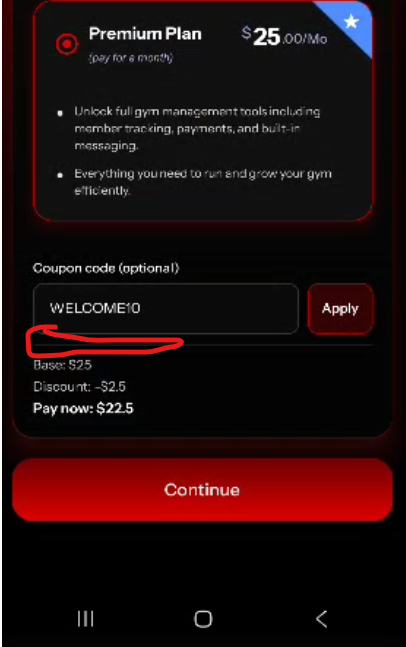 Premium Plan
$25.00/Mo
(pay for a month)
Unlock full gym management tools including
member tracking, payments, and built-in
messaging.
Everything you need to run and grow your gym
efficiently.
Coupon code (optional)
WELCOME10
Apply
Base: $25
Discount: -$2.5
Pay now: $22.5
Continue